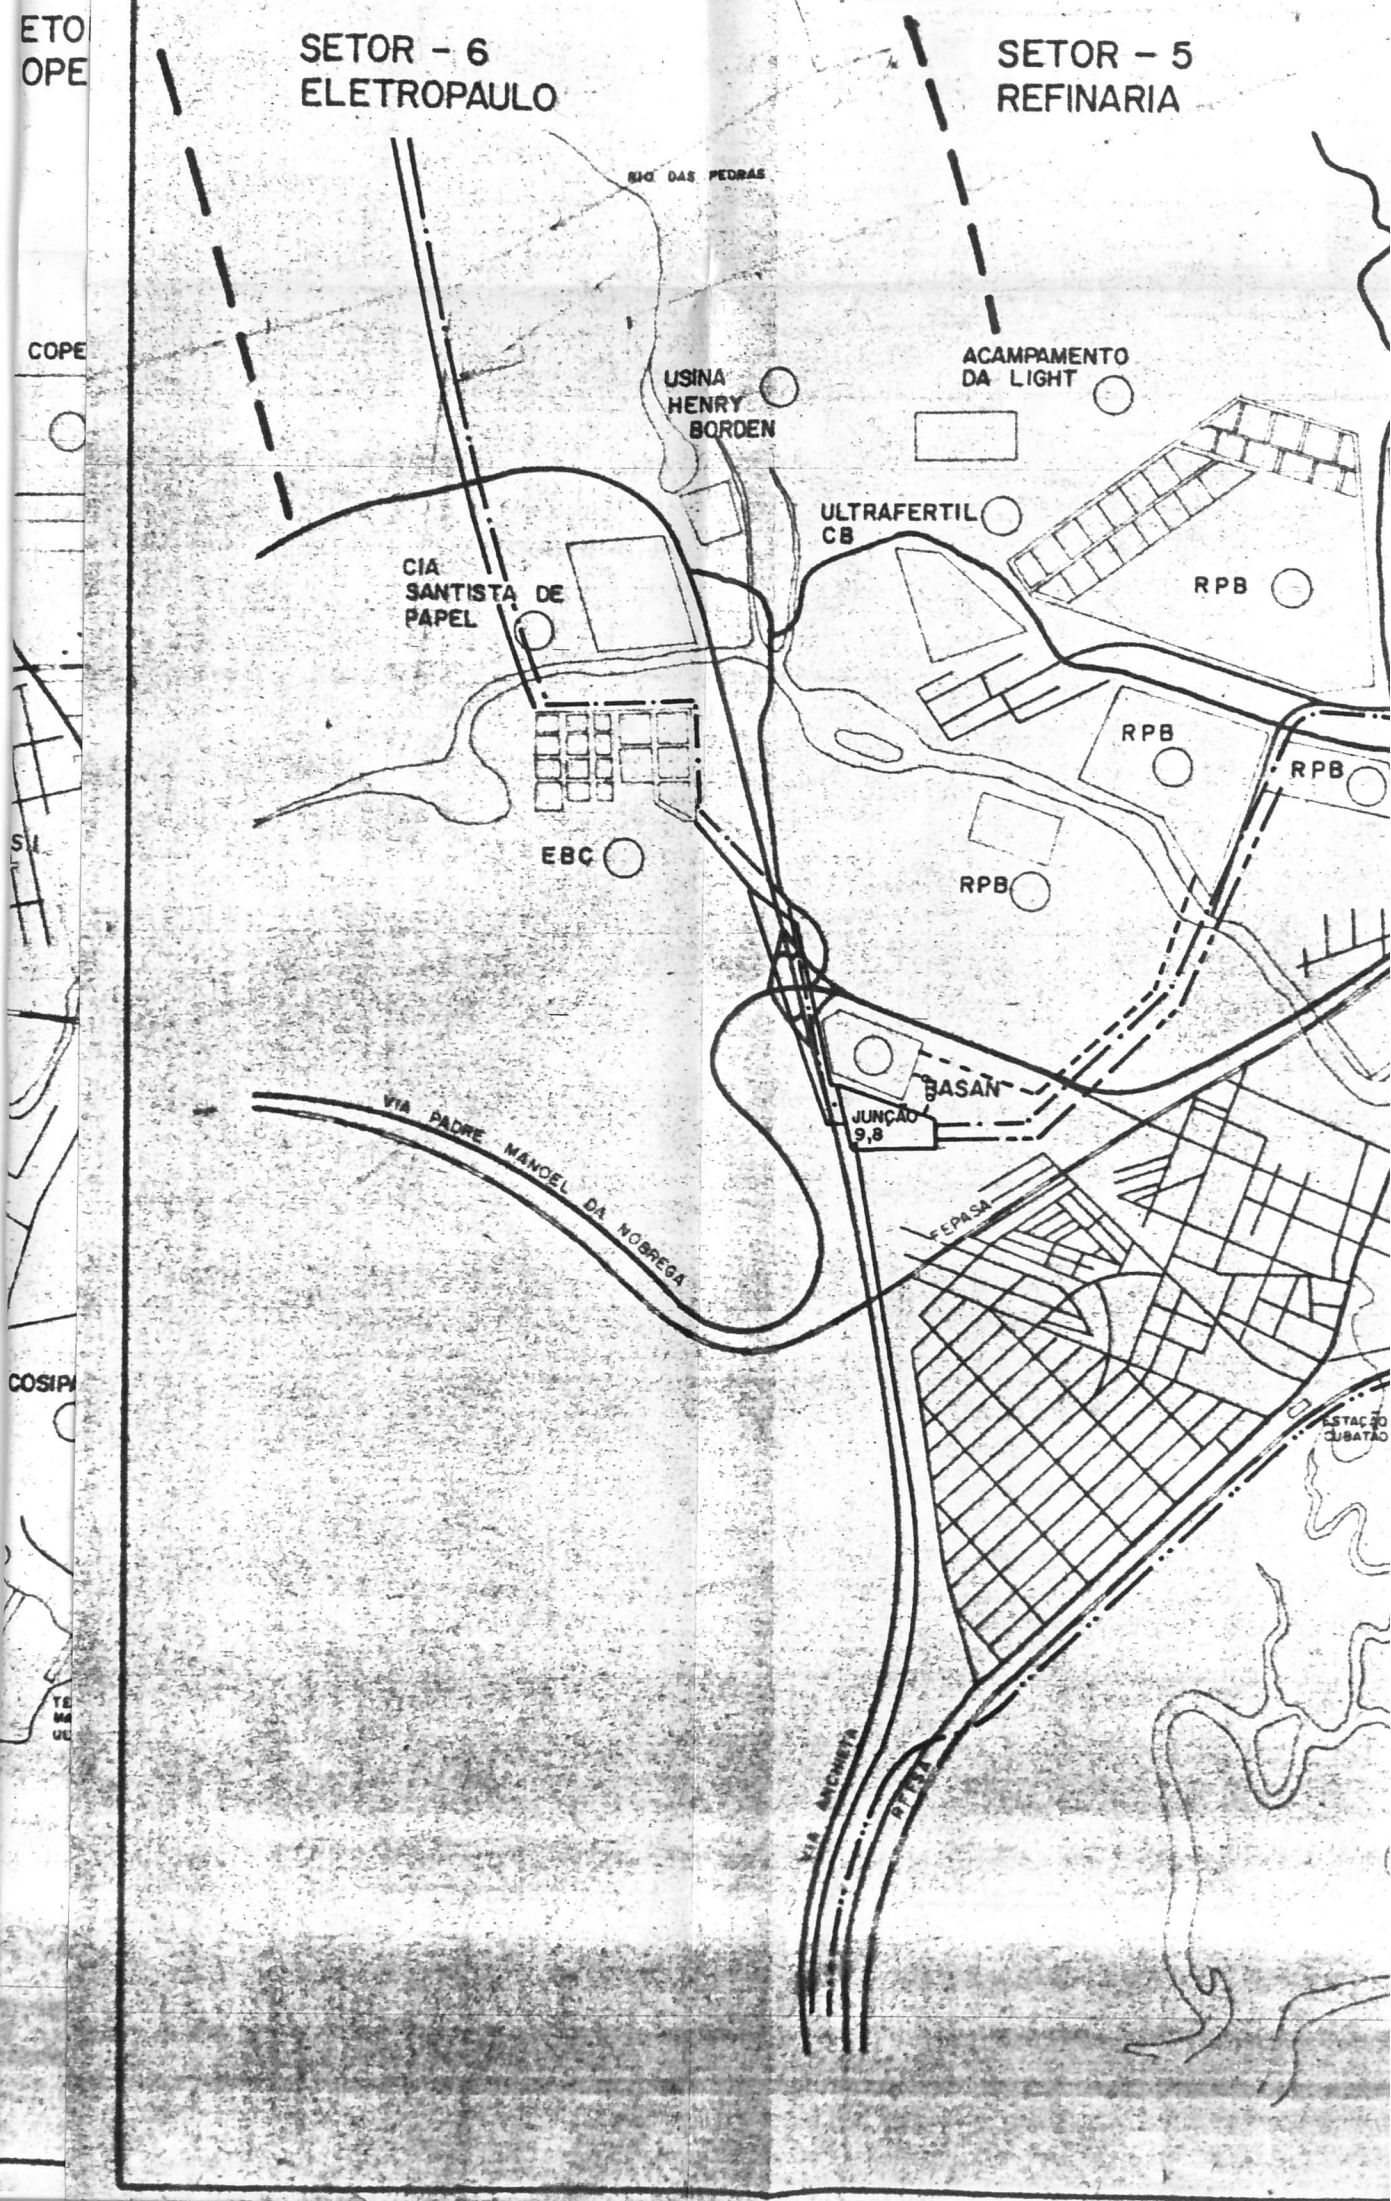 ETO
OPE
SETOR - 6
ELETROPAULO
SETOR - 5
REFINARIA
RIO DAS PEDRAS
COPE
USINA
HENRY
BORDEN
ACAMPAMENTO
DA LIGHT
ULTRAFERTIL
CB
CIA
SANTISTA DE
PAPEL
RPB
RPB
RPB
EBC
RPB
BASAN
JUNÇÃO
9,8
VIA PADRE MANOEL DA NOBREGA
FEPASA
COSIPA
ESTAÇÃO
CUBATÃO
VIA ANCHIETA
RFFSA